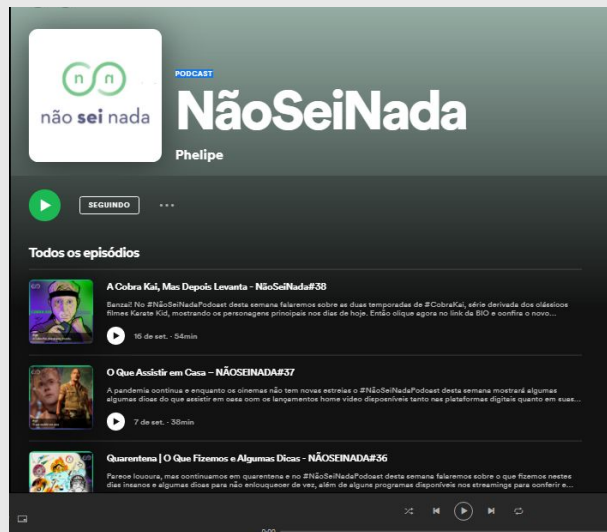 n n
não sei nada
PODCAST
NãoSeiNada
Phelipe
SEGUINDO
Todos os episódios
A Cobra Kai, Mas Depois Levanta - NãoSeiNada#38
Banzai! No #NãoSeiNadaPodcast desta semana falaremos sobre as duas temporadas de #CobraKai, série derivada dos clássicos
filmes Karate Kid, mostrando os personagens principais nos dias de hoje. Então clique agora no link da BIO e confira o novo...
16 de set. · 54min
O Que Assistir em Casa – NÃOSEINADA#37
A pandemia continua e enquanto os cinemas não tem novas estreias o #NãoSeiNadaPodcast desta semana mostrará algumas
algumas dicas do que assistir em casa com os lançamentos home video disponíveis tanto nas plataformas digitais quanto em suas...
7 de set. · 38min
Quarentena | O Que Fizemos e Algumas Dicas - NÃOSEINADA#36
Parece loucura, mas continuamos em quarentena e no #NãoSeiNadaPodcast desta semana falaremos sobre o que fizemos nestes
dias insanos e algumas dicas para não enlouquecer de vez, além de alguns programas disponíveis nos streamings para conferir e...
0:00